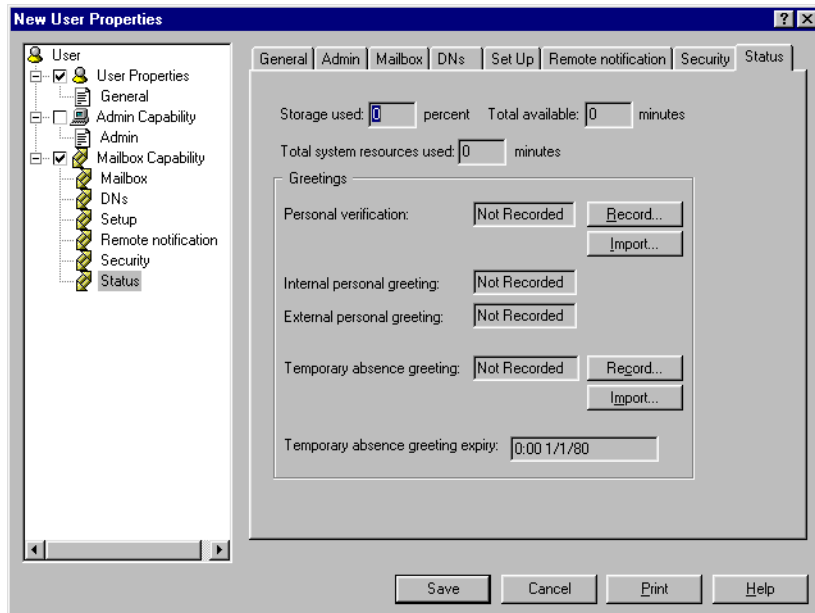 New User Properties
User
User Properties
General
Admin Capability
Admin
Mailbox Capability
Mailbox
DNs
Setup
Remote notification
Security
Status
General Admin Mailbox DNs Set Up Remote notification Security Status
Storage used: 0 percent Total available: 0 minutes
Total system resources used: 0 minutes
Greetings
Personal verification: Not Recorded Record...
Import...
Internal personal greeting: Not Recorded
External personal greeting: Not Recorded
Temporary absence greeting: Not Recorded Record...
Import...
Temporary absence greeting expiry: 0:00 1/1/80
Save Cancel Print Help